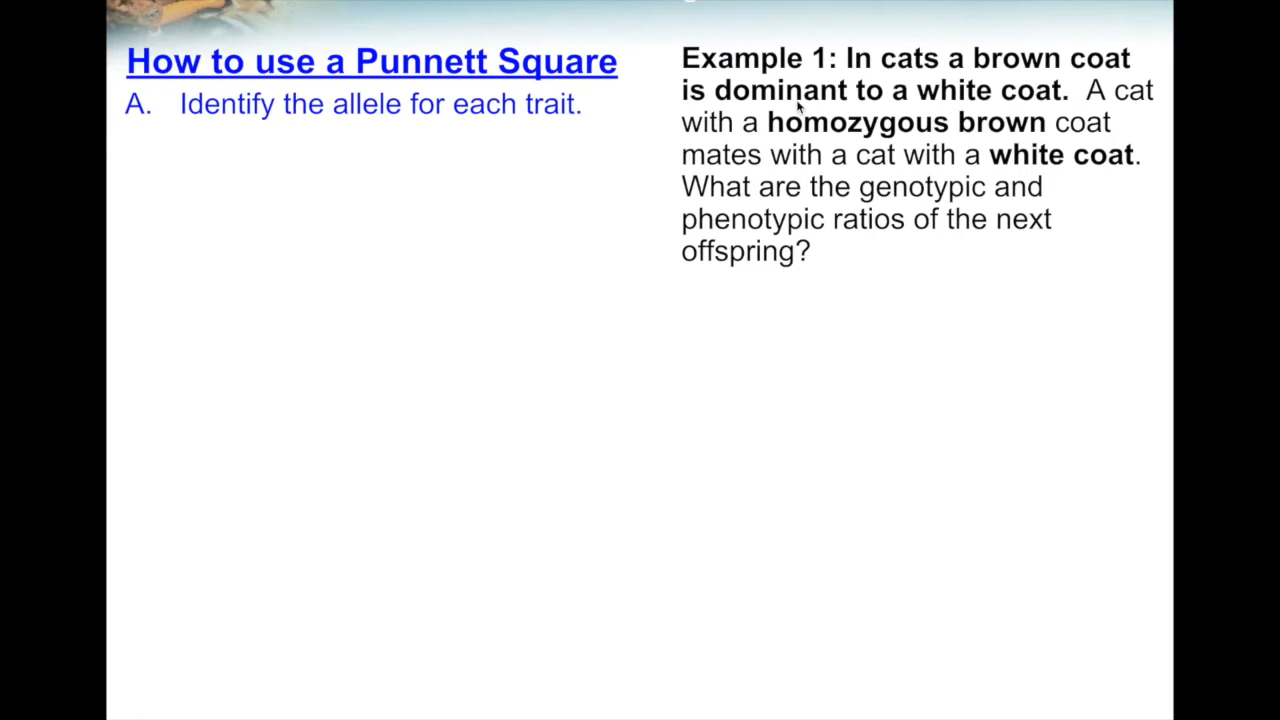 How to use a Punnett Square
A. Identify the allele for each trait.
Example 1: In cats a brown coat
is dominant to a white coat. A cat
with a homozygous brown coat
mates with a cat with a white coat.
What are the genotypic and
phenotypic ratios of the next
offspring?